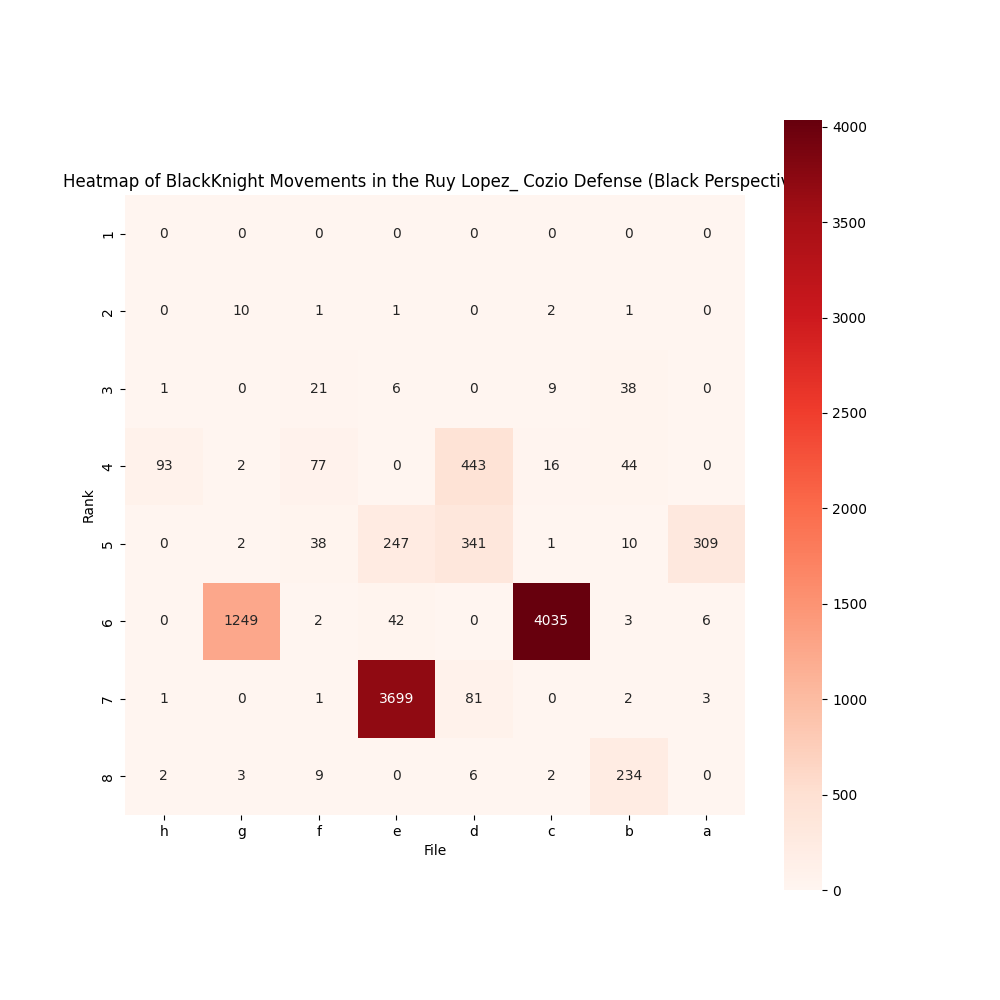 Heatmap of BlackKnight Movements in the Ruy Lopez_ Cozio Defense (Black Perspectiv
4000
3500
3000
2500
2000
1500
1000
500
0
Rank
1 0 0 0 0 0 0 0 0
2 0 10 1 1 0 2 1 0
3 1 0 21 6 0 9 38 0
4 93 2 77 0 443 16 44 0
5 0 2 38 247 341 1 10 309
6 0 1249 2 42 0 4035 3 6
7 1 0 1 3699 81 0 2 3
8 2 3 9 0 6 2 234 0
h g f e d c b a
File